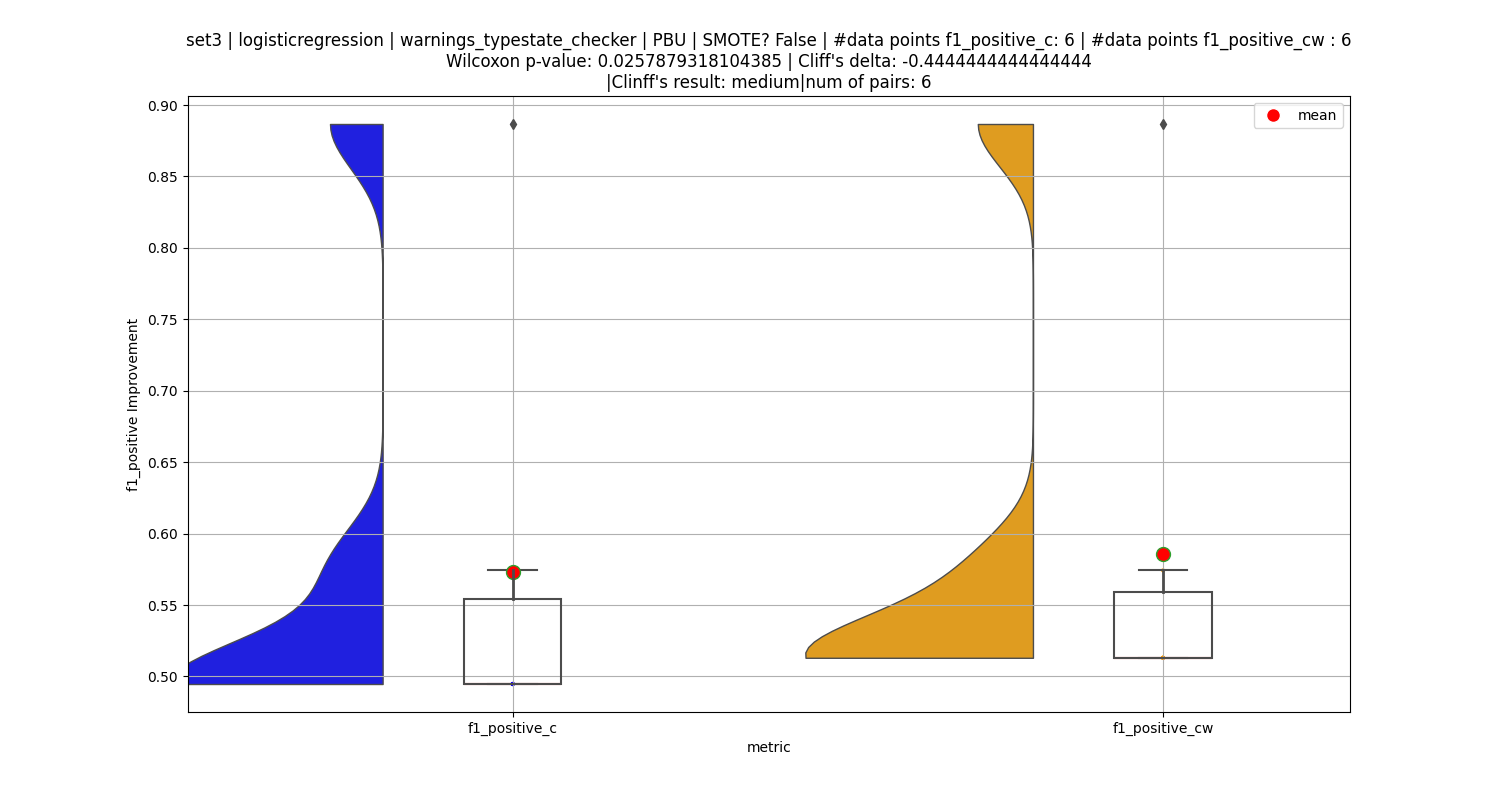 set3 | logisticregression | warnings_typestate_checker | PBU | SMOTE? False | #data points f1_positive_c: 6 | #data points f1_positive_cw : 6
Wilcoxon p-value: 0.0257879318104385 | Cliff's delta: -0.4444444444444444
|Clinff's result: medium|num of pairs: 6
mean
f1_positive Improvement
0.90
0.85
0.80
0.75
0.70
0.65
0.60
0.55
0.50
f1_positive_c
f1_positive_cw
metric